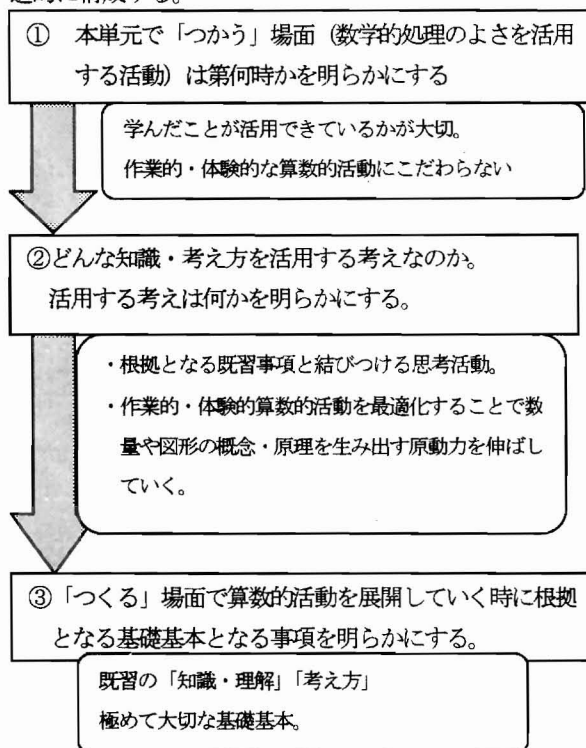 ① 本単元で「つかう」場面(数学的処理のよさを活用
する活動)は第何時かを明らかにする
学んだことが活用できているかが大切。
作業的・体験的な算数的活動にこだわらない
②どんな知識・考え方を活用する考えなのか。
活用する考えは何かを明らかにする。
・根拠となる既習事項と結びつける思考活動。
・作業的・体験的算数的活動を最適化することで数
量や図形の概念・原理を生み出す原動力を伸ばし
ていく。
③「つくる」場面で算数的活動を展開していく時に根拠
となる基礎基本となる事項を明らかにする。
既習の「知識・理解」「考え方」
極めて大切な基礎基本。